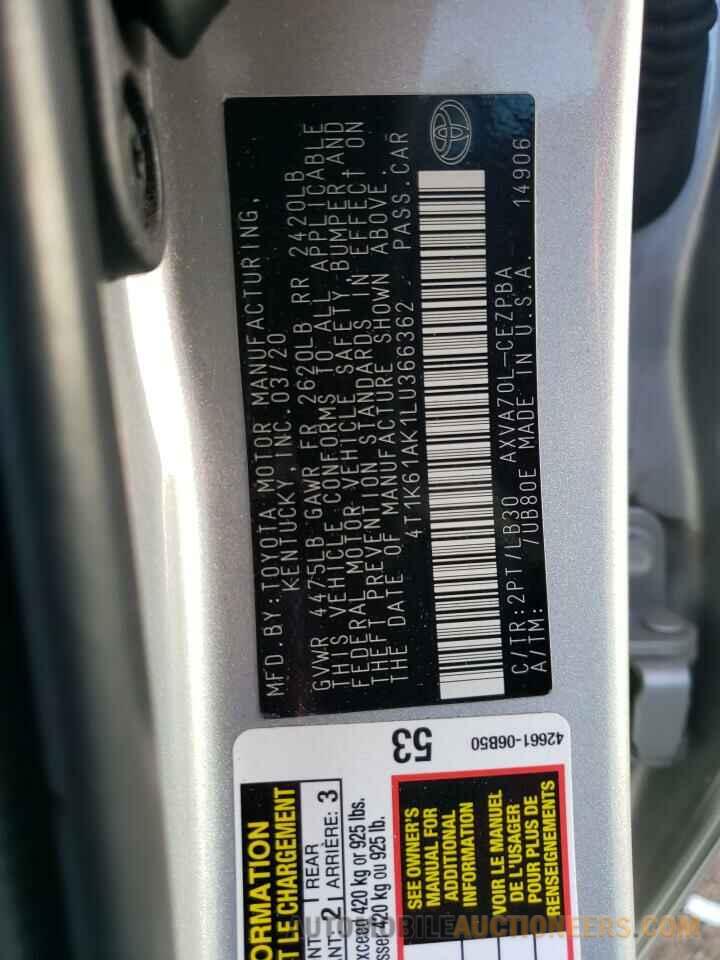 MFD. BY: TOYOTA MOTOR MANUFACTURING,
KENTUCKY, INC. 03/20
GVWR 4475LB GAWR FR 2620LB RR 2420LB
THIS VEHICLE CONFORMS TO ALL APPLICABLE
FEDERAL MOTOR VEHICLE SAFETY, BUMPER AND
THEFT PREVENTION STANDARDS IN EFFECT ON
THE DATE OF MANUFACTURE SHOWN ABOVE.
4T1K61AK1LU366362 PASS. CAR
C/TR: 2PT/LB30 AXVA70L-CEZPBA
A/TM: /UB80E MADE IN U.S.A. 14906
53
42661-06B50
T LE CHARGEMENT
2 REAR 3
ARRIÈRE:
420 kg or 925 lbs.
420 kg ou 925 lb.
SEE OWNER'S
MANUAL FOR
ADDITIONAL
INFORMATION
VOIR LE MANUEL
DE L'USAGER
POUR PLUS DE
RENSEIGNEMENTS
AUTOMOBILEAUCTIONEERS.COM